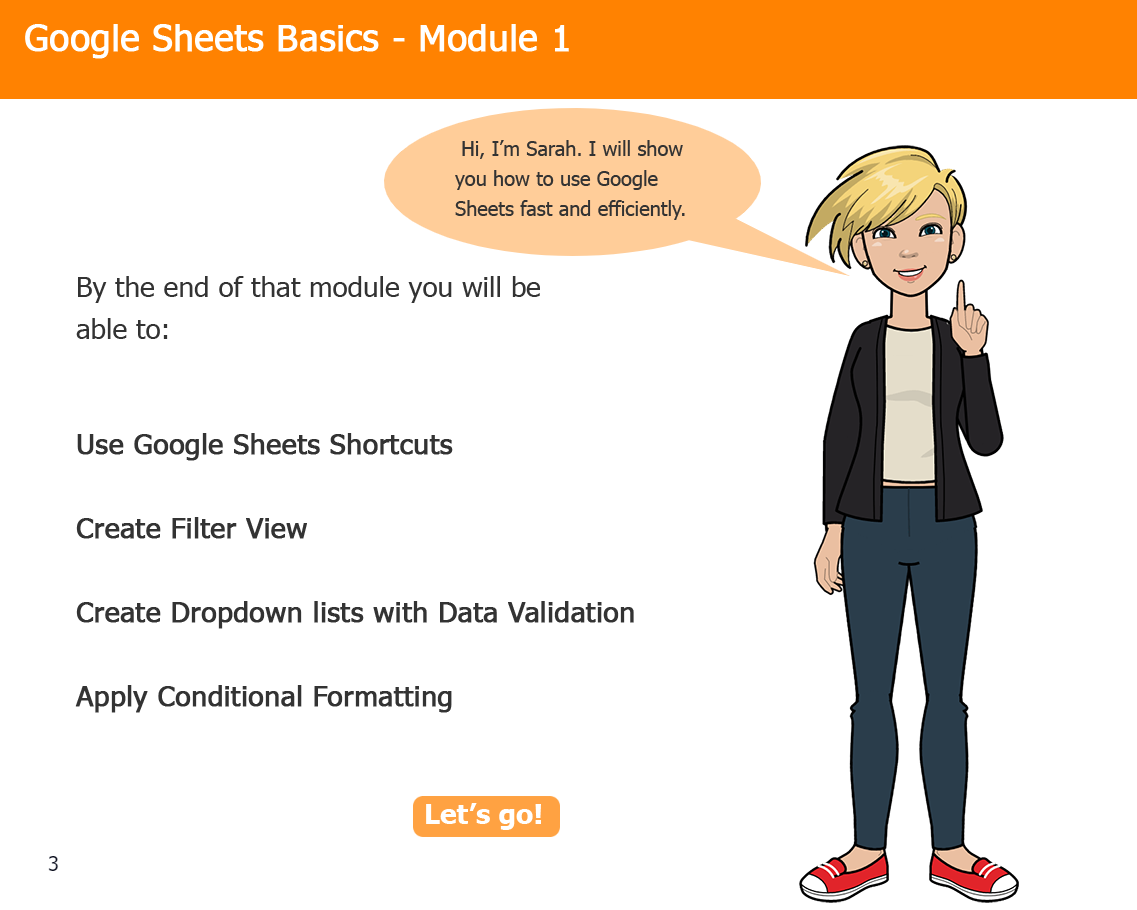 Google Sheets Basics - Module 1
Hi, I’m Sarah. I will show
you how to use Google
Sheets fast and efficiently.
By the end of that module you will be
able to:
Use Google Sheets Shortcuts
Create Filter View
Create Dropdown lists with Data Validation
Apply Conditional Formatting
Let’s go!
3